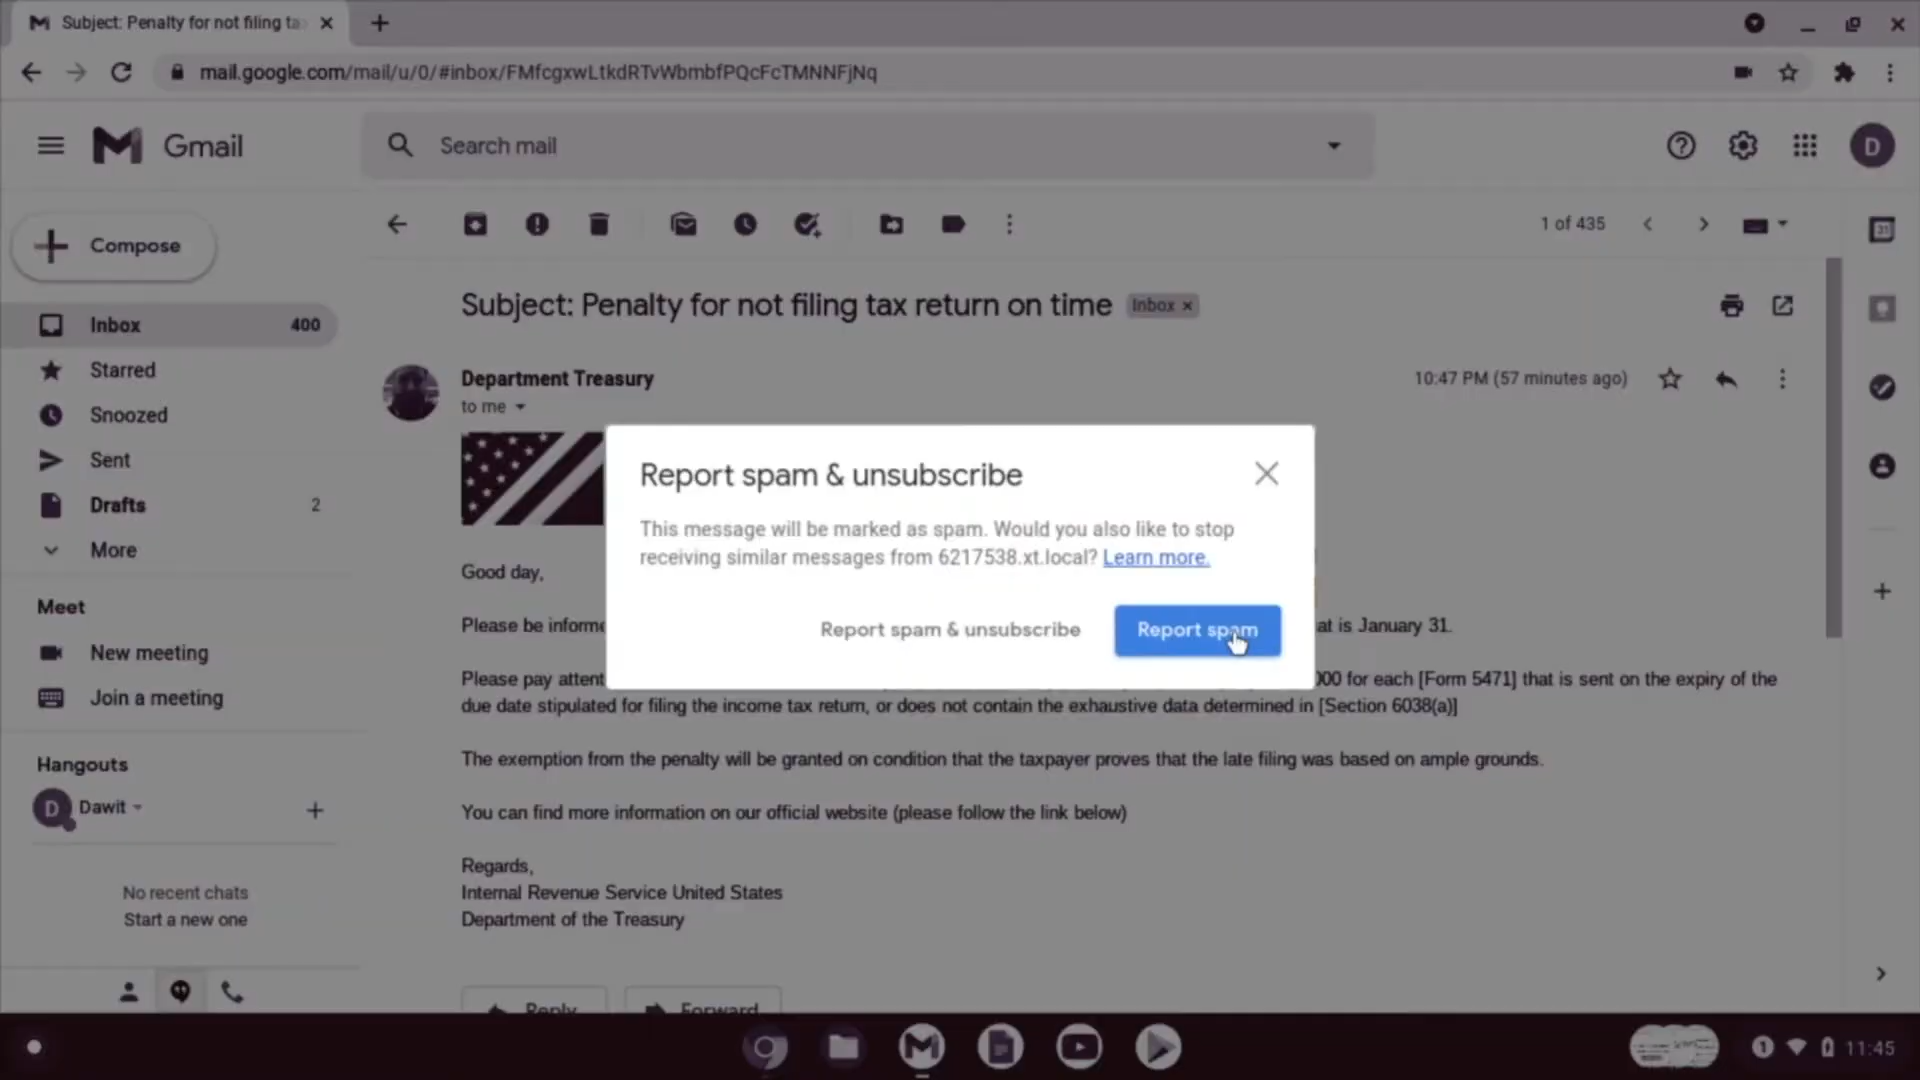 Subject: Penalty for not filing ta
mail.google.com/mail/u/0/#inbox/FMfcgxwLtkdRTvWbmbfPQcFcTMNNFjNq
Gmail
Search mail
D
Compose
1 of 435
31
Inbox 400
Starred
Snoozed
Sent
Drafts 2
More
Meet
New meeting
Join a meeting
Hangouts
D Dawit
No recent chats
Start a new one
Subject: Penalty for not filing tax return on time Inbox x
Department Treasury
10:47 PM (57 minutes ago)
to me
Good day,
Please be informe
at is January 31.
Please pay attent
000 for each [Form 5471] that is sent on the expiry of the
due date stipulated for filing the income tax return, or does not contain the exhaustive data determined in [Section 6038(a)]
The exemption from the penalty will be granted on condition that the taxpayer proves that the late filing was based on ample grounds.
You can find more information on our official website (please follow the link below)
Regards,
Internal Revenue Service United States
Department of the Treasury
Reply
Forward
Report spam & unsubscribe
This message will be marked as spam. Would you also like to stop
receiving similar messages from 6217538.xt.local? Learn more.
Report spam & unsubscribe
Report spam
1 11:45